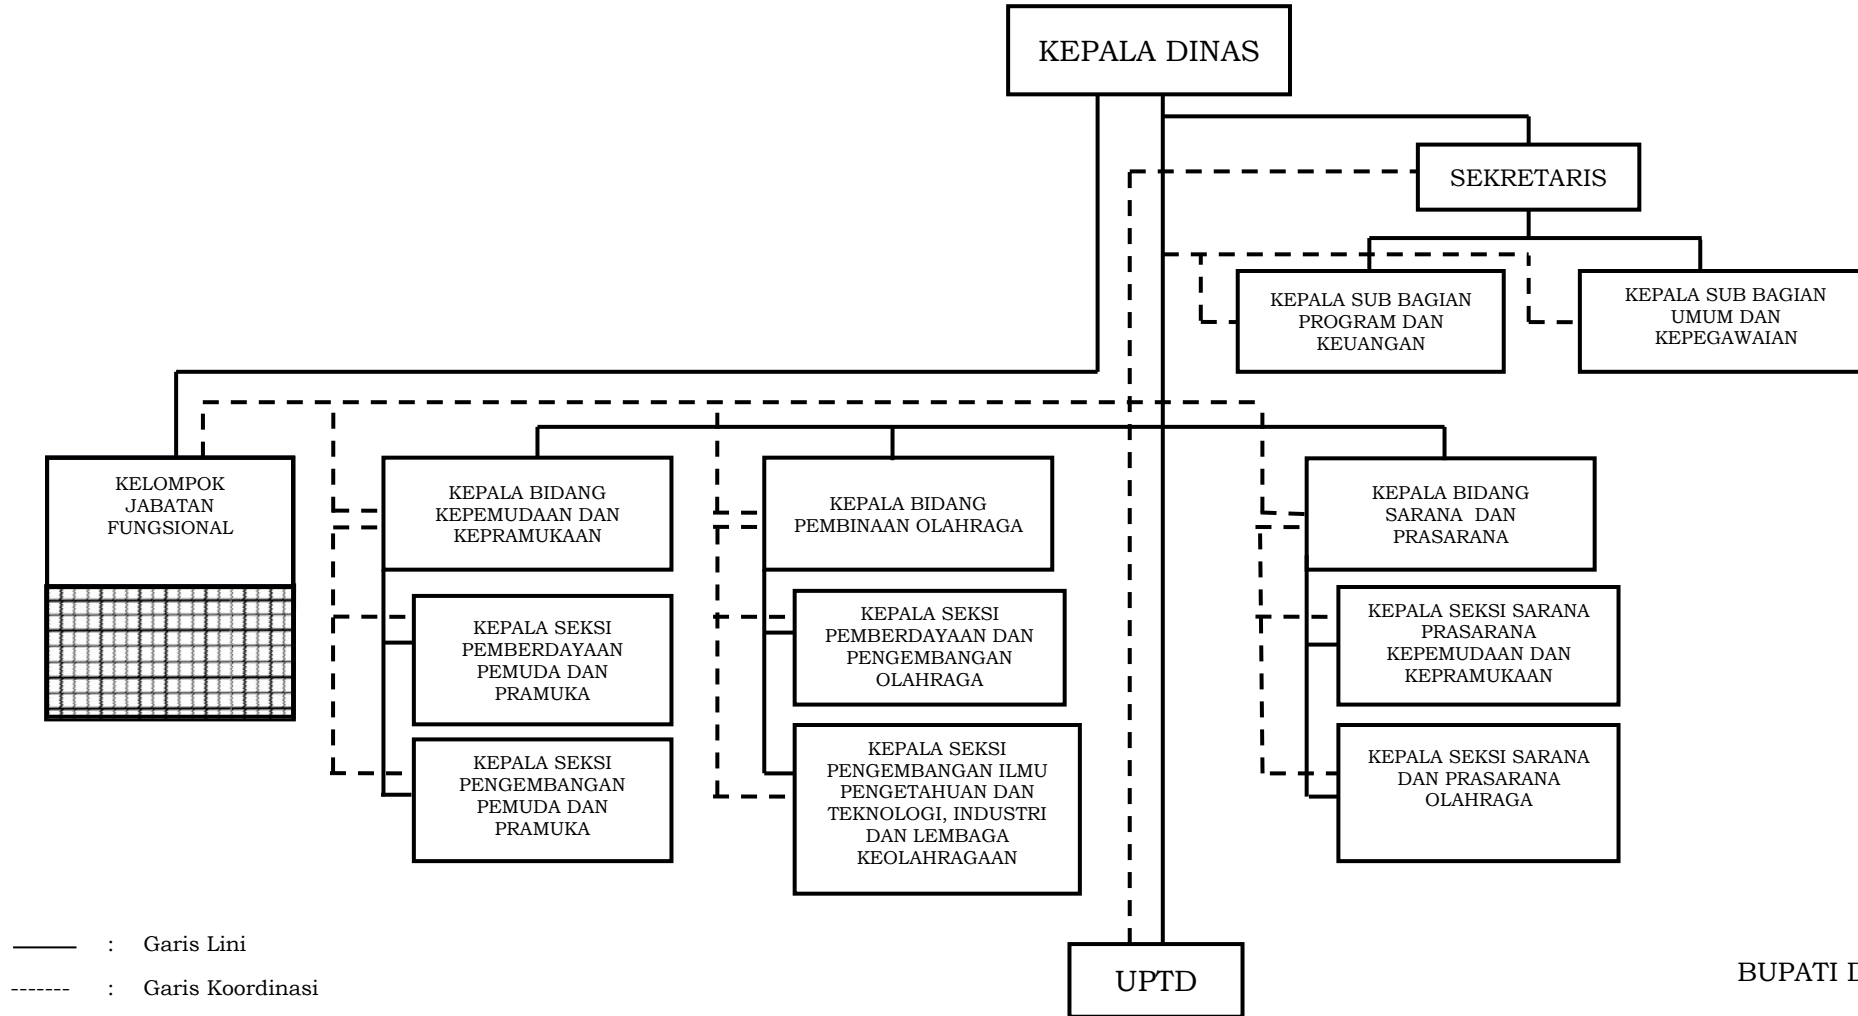 KEPALA DINAS
SEKRETARIS
KEPALA SUB BAGIAN
PROGRAM DAN
KEUANGAN
KEPALA SUB BAGIAN
UMUM DAN
KEPEGAWAIAN
KELOMPOK
JABATAN
FUNGSIONAL
KEPALA BIDANG
KEPEMUDAAN DAN
KEPRAMUKAAN
KEPALA BIDANG
PEMBINAAN OLAHRAGA
KEPALA BIDANG
SARANA DAN
PRASARANA
KEPALA SEKSI
PEMBERDAYAAN
PEMUDA DAN
PRAMUKA
KEPALA SEKSI
PEMBERDAYAAN DAN
PENGEMBANGAN
OLAHRAGA
KEPALA SEKSI SARANA
PRASARANA
KEPEMUDAAN DAN
KEPRAMUKAAN
KEPALA SEKSI
PENGEMBANGAN
PEMUDA DAN
PRAMUKA
KEPALA SEKSI
PENGEMBANGAN ILMU
PENGETAHUAN DAN
TEKNOLOGI, INDUSTRI
DAN LEMBAGA
KEOLAHRAGAAN
KEPALA SEKSI SARANA
DAN PRASARANA
OLAHRAGA
: Garis Lini
------- : Garis Koordinasi
UPTD
BUPATI